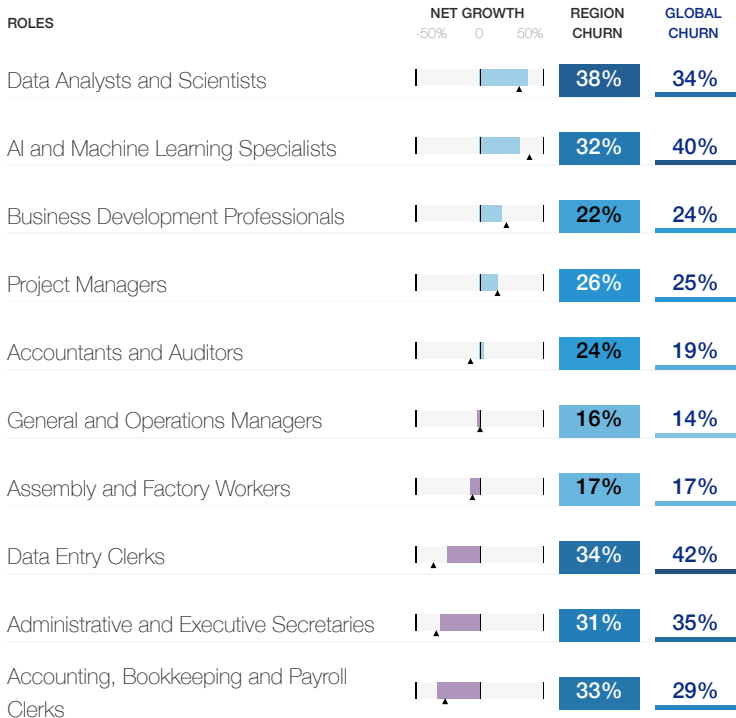 ROLES NET GROWTH REGION CHURN GLOBAL CHURN
-50% 0 50%
Data Analysts and Scientists 38% 34%
AI and Machine Learning Specialists 32% 40%
Business Development Professionals 22% 24%
Project Managers 26% 25%
Accountants and Auditors 24% 19%
General and Operations Managers 16% 14%
Assembly and Factory Workers 17% 17%
Data Entry Clerks 34% 42%
Administrative and Executive Secretaries 31% 35%
Accounting, Bookkeeping and Payroll
Clerks 33% 29%